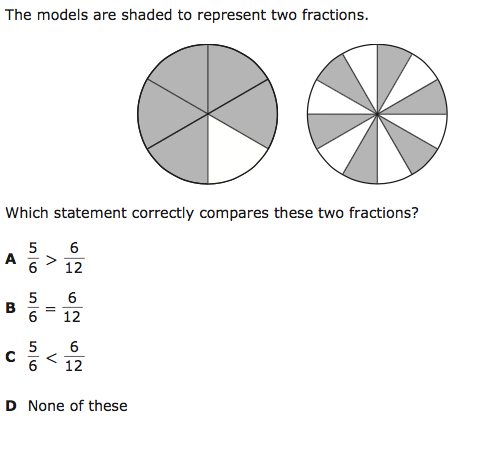 The models are shaded to represent two fractions.
Which statement correctly compares these two fractions?
A 5/6 > 6/12
B 5/6 = 6/12
C 5/6 < 6/12
D None of these